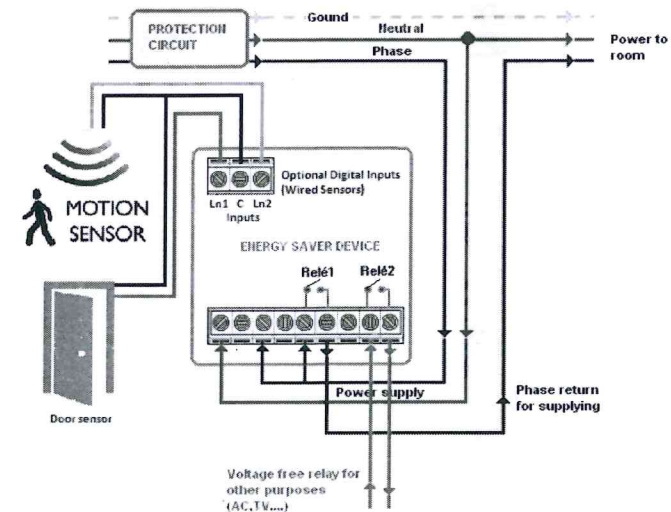 Gound
PROTECTION
CIRCUIT
Neutral
Phase
Power to
room
Optional Digital Inputs
(Wired Sensors)
Ln1 C Ln2
Inputs
MOTION
SENSOR
ENERGY SAVER DEVICE
Relé1 Relé2
Door sensor
Power supply
Phase return
for supplying
Voltage free relay for
other purposes
(AC,TV....)